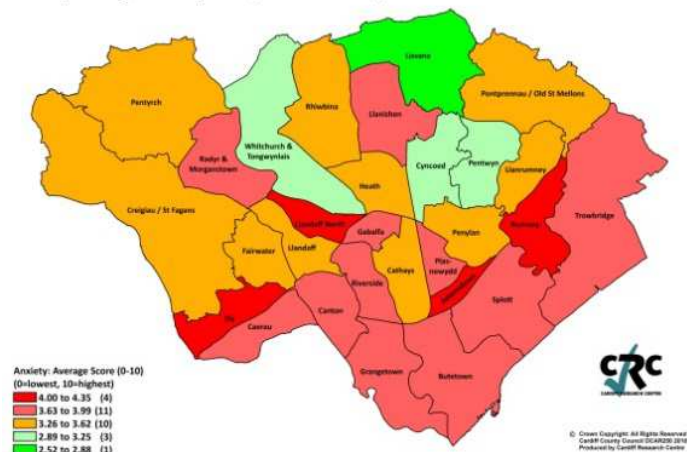 Lisvane
Pentyrch
Rhiwbina
Pontprennau / Old St Mellons
Llanishen
Whitchurch &
Tongwynlais
Radyr &
Morganstown
Cyncoed
Pentwyn
Llanrumney
Heath
Trowbridge
Creigiau / St Fagans
Llandaff North
Rumney
Gabalfa
Penylan
Fairwater
Llandaff
Plas-
newydd
Cathays
Riverside
Splott
Ely
Canton
Caerau
Grangetown
Butetown
Anxiety: Average Score (0-10)
(0=lowest, 10=highest)
4.00 to 4.35 (4)
3.63 to 3.99 (11)
3.26 to 3.62 (10)
2.89 to 3.25 (3)
2.52 to 2.88 (1)
CRC
CARDIFF RESEARCH CENTRE
© Crown Copyright. All Rights Reserved
Produced by Cardiff Research Centre